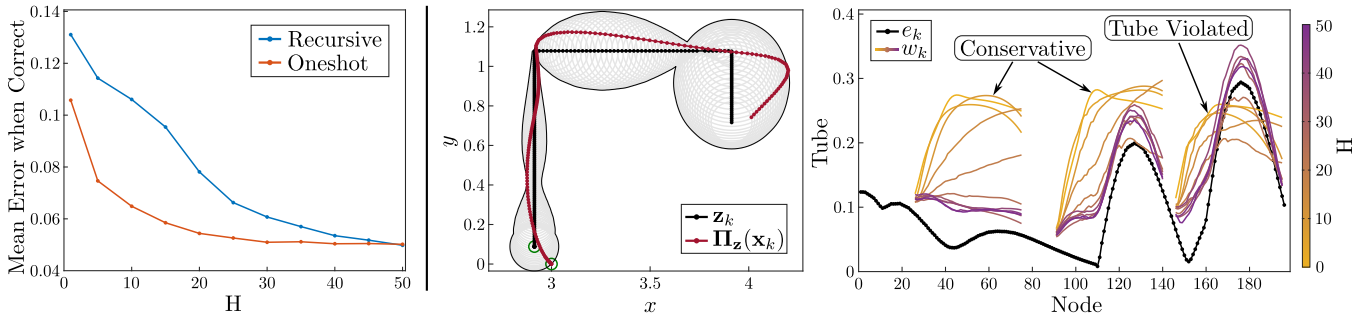 Mean Error when Correct
0.14
0.12
0.1
0.08
0.06
0.04
0 10 20 30 40 50
H
Recursive
Oneshot
y
1.2
1
0.8
0.6
0.4
0.2
0
3 3.5 4
x
z_k
Π_z(x_k)
Tube
0.4
0.3
0.2
0.1
0
0 20 40 60 80 100 120 140 160 180
Node
e_k
w_k
Conservative
Tube Violated
50
40
30
20
10
0
H